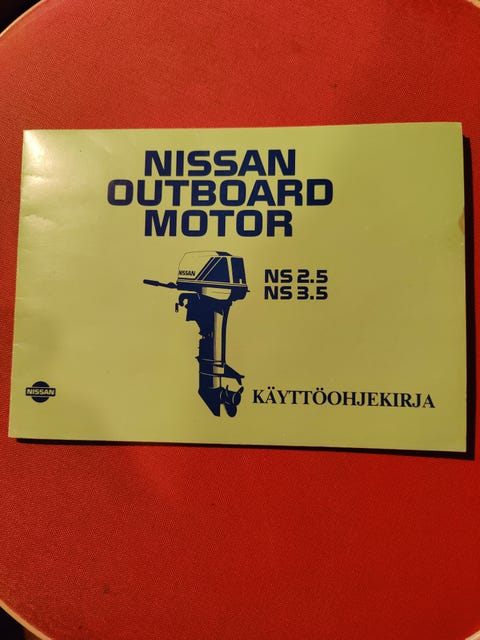 NISSAN
OUTBOARD
MOTOR
NISSAN
NS 2.5
NS 3.5
NISSAN
KÄYTTÖOHJEKIRJA